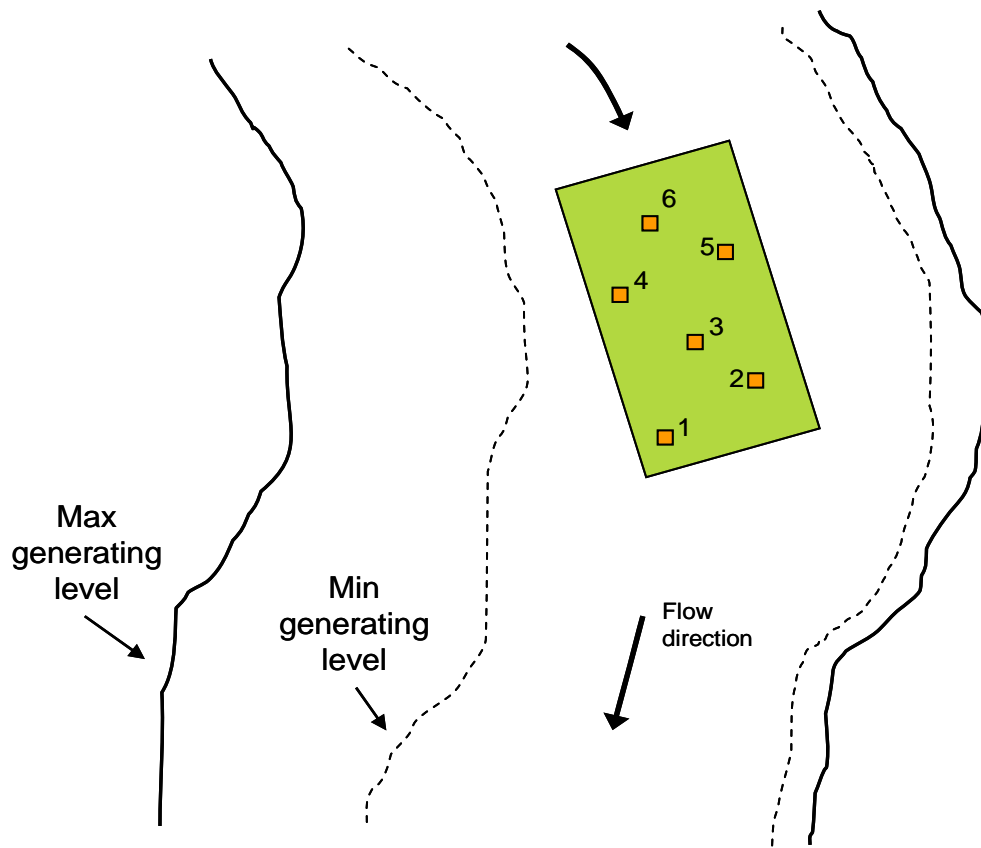 6
5
4
3
2
1
Max
generating
level
Min
generating
level
Flow
direction